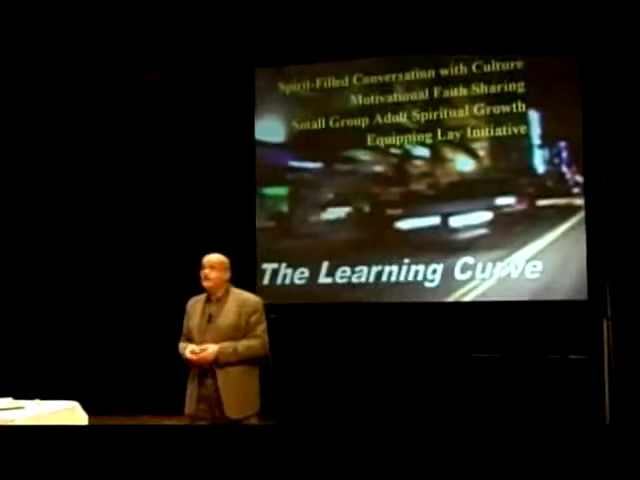 Spirit-Filled Conversation with Culture
Motivational Faith Sharing
Small Group Adult Spiritual Growth
Equipping Lay Initiative
The Learning Curve